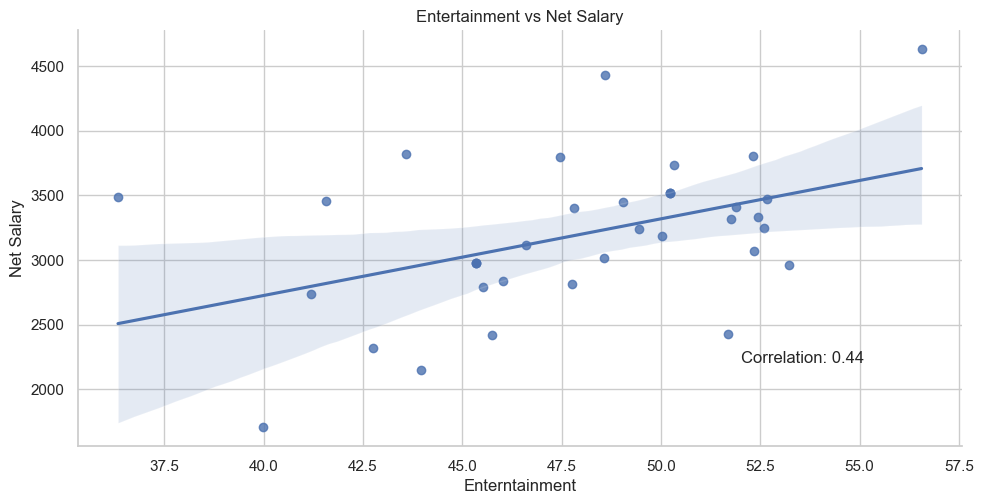 Entertainment vs Net Salary
Net Salary
4500
4000
3500
3000
2500
2000
Correlation: 0.44
37.5 40.0 42.5 45.0 47.5 50.0 52.5 55.0 57.5
Enterntainment